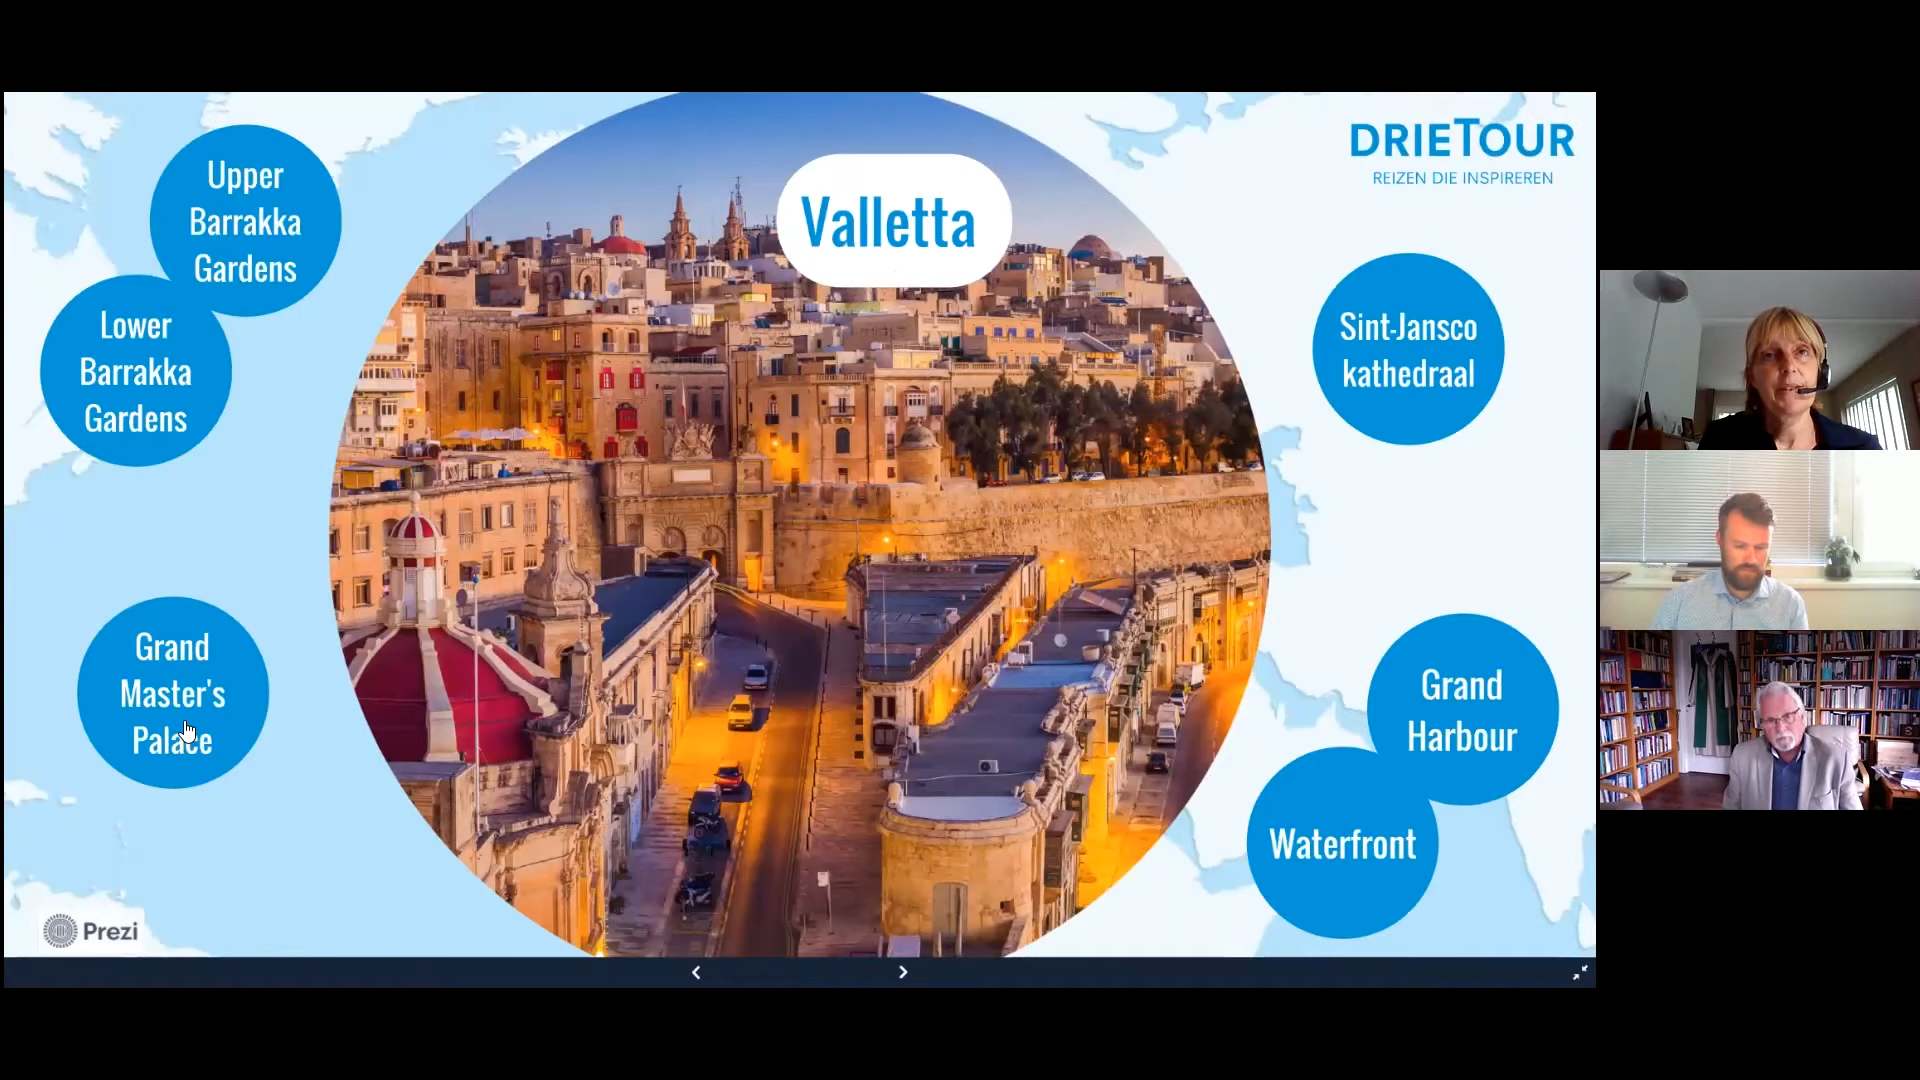 Upper
Barrakka
Gardens
Lower
Barrakka
Gardens
Grand
Master's
Palace
Valletta
DRIETOUR
REIZEN DIE INSPIREREN
Sint-Jansco
kathedraal
Grand
Harbour
Waterfront
Prezi